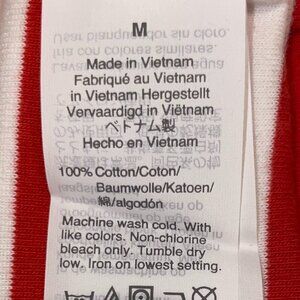 M
Made in Vietnam
Fabriqué au Vietnam
in Vietnam Hergestellt
Vervaardigd in Viëtnam
ベトナム製
Hecho en Vietnam
100% Cotton/Coton/
Baumwolle/Katoen/
綿/algodón
Machine wash cold. With
like colors. Non-chlorine
bleach only. Tumble dry
low. Iron on lowest setting.